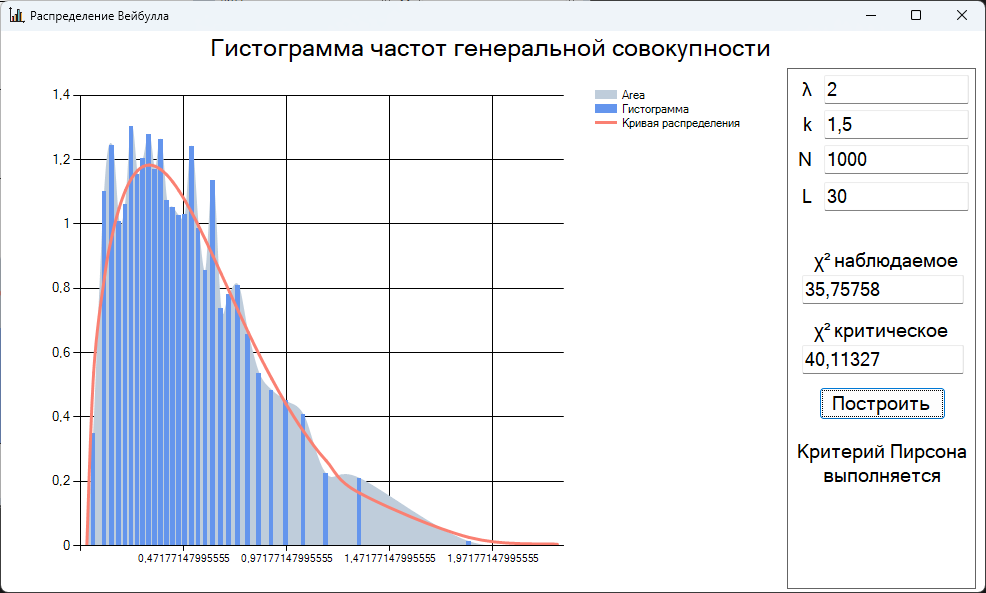 Распределение Вейбулла
Гистограмма частот генеральной совокупности
1,4
1,2
1
0,8
0,6
0,4
0,2
0
0,47177147995555
0,97177147995555
1,47177147995555
1,97177147995555
Area
Гистограмма
Кривая распределения
λ 2
k 1,5
N 1000
L 30
χ² наблюдаемое
35,75758
χ² критическое
40,11327
Построить
Критерий Пирсона
выполняется